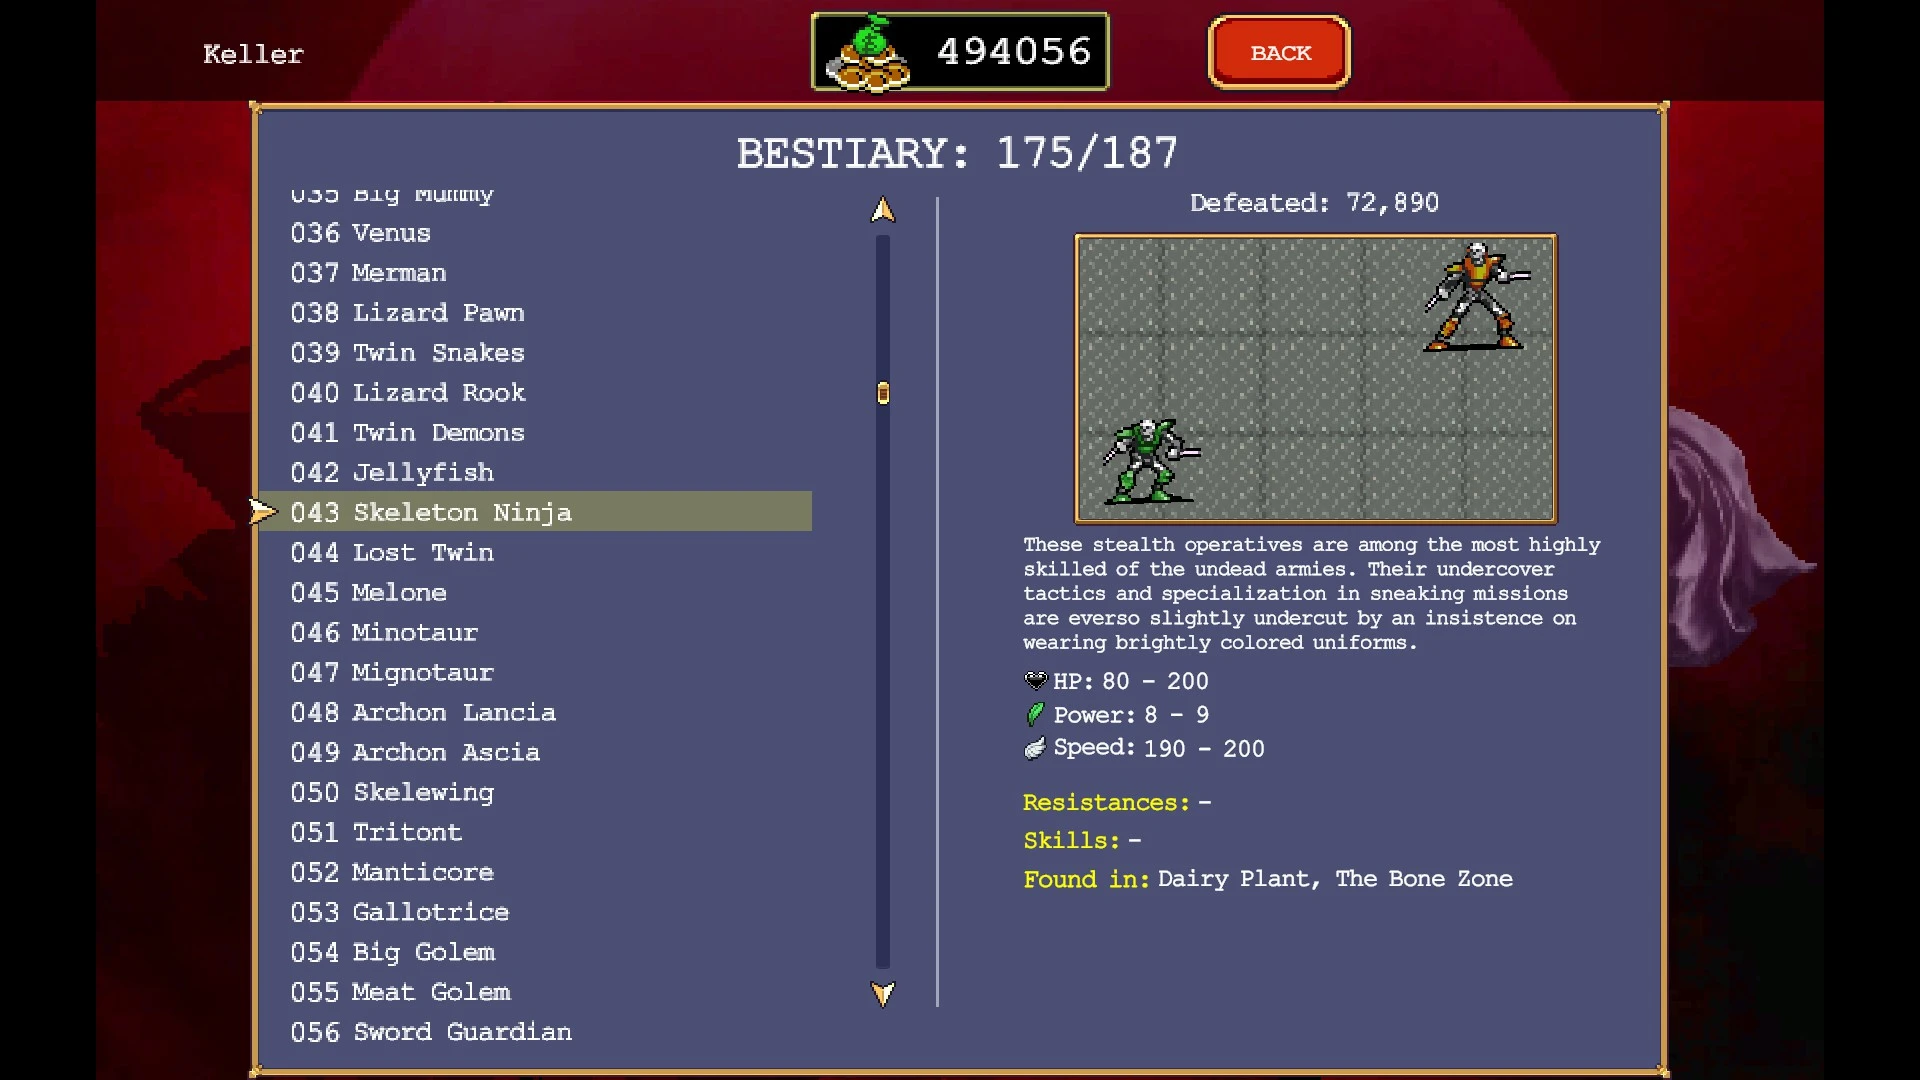 Keller
494056
BACK
BESTIARY: 175/187
035 Big Mummy
036 Venus
037 Merman
038 Lizard Pawn
039 Twin Snakes
040 Lizard Rook
041 Twin Demons
042 Jellyfish
043 Skeleton Ninja
044 Lost Twin
045 Melone
046 Minotaur
047 Mignotaur
048 Archon Lancia
049 Archon Ascia
050 Skelewing
051 Tritont
052 Manticore
053 Gallotrice
054 Big Golem
055 Meat Golem
056 Sword Guardian
Defeated: 72,890
These stealth operatives are among the most highly
skilled of the undead armies. Their undercover
tactics and specialization in sneaking missions
are everso slightly undercut by an insistence on
wearing brightly colored uniforms.
HP: 80 - 200
Power: 8 - 9
Speed: 190 - 200
Resistances: -
Skills: -
Found in: Dairy Plant, The Bone Zone